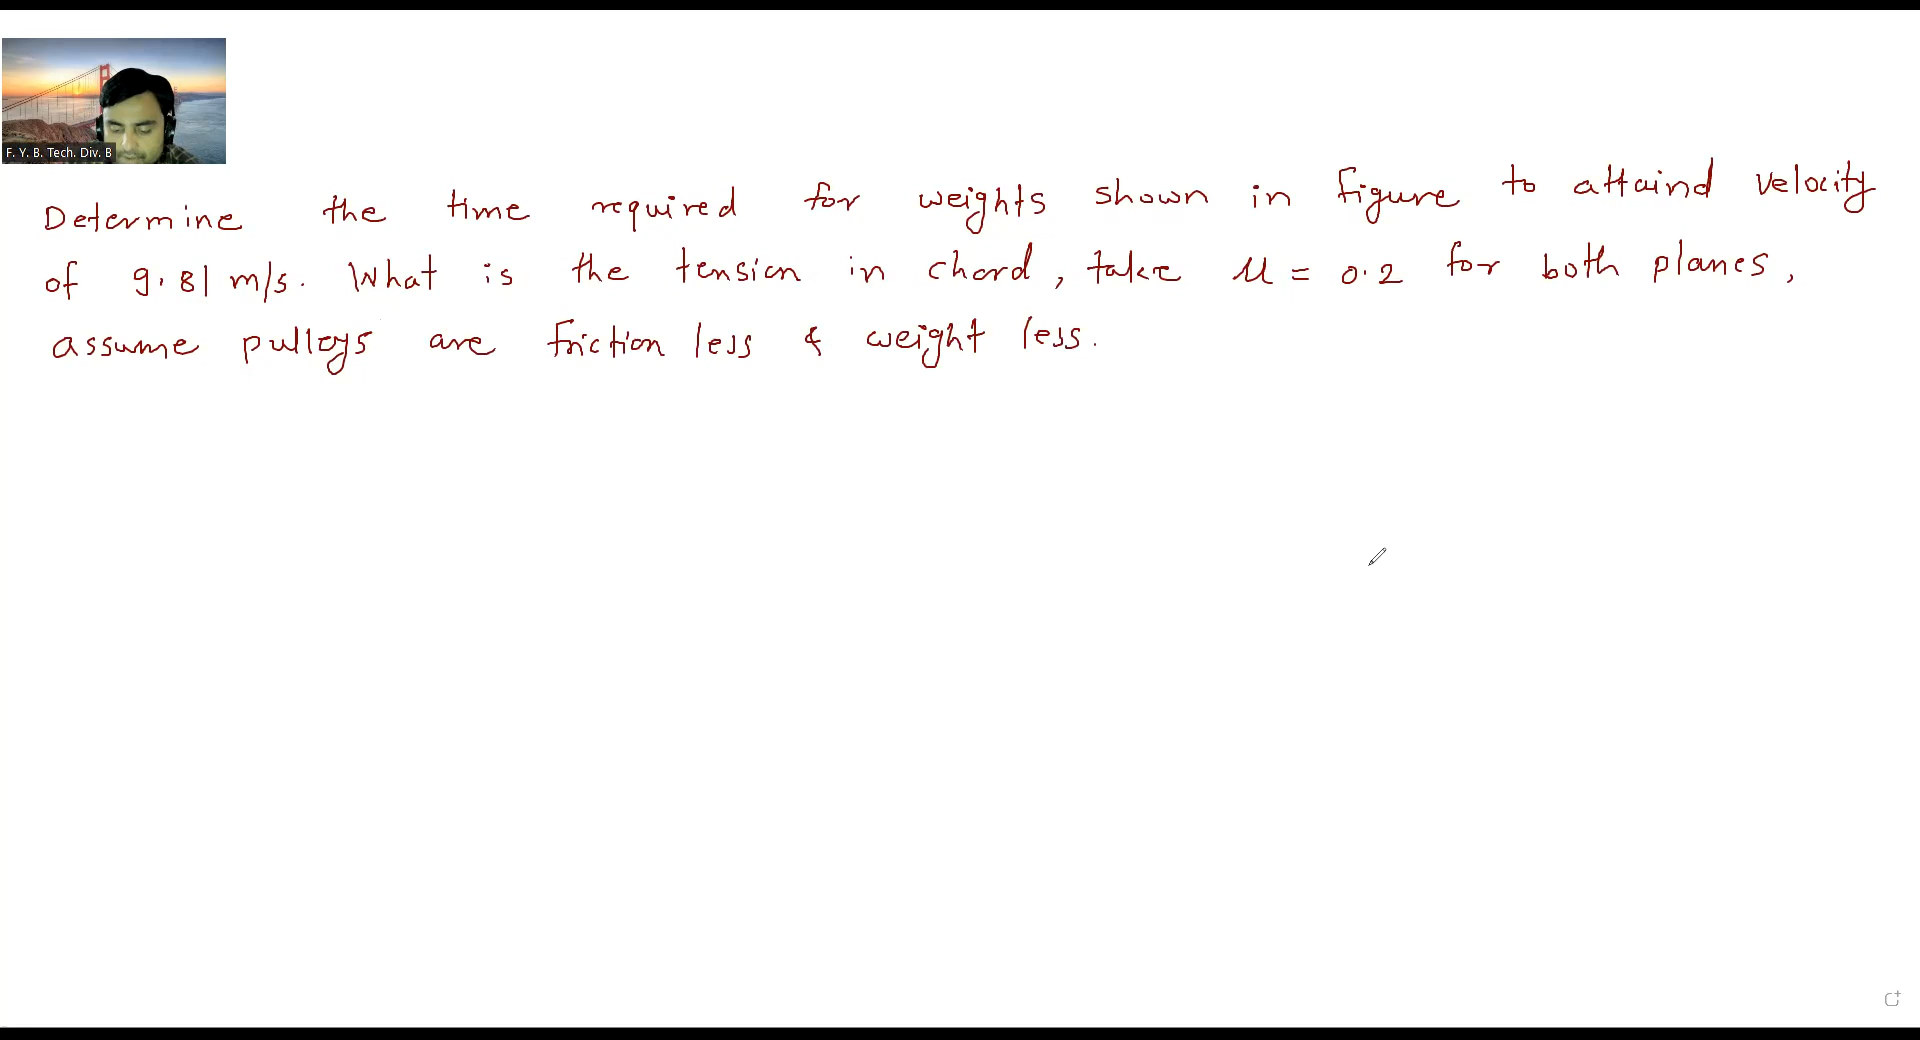 F. Y. B. Tech. Div. B
Determine the time required for weights shown in figure to attaind velocity
of 9.81 m/s. What is the tension in chord, take μ = 0.2 for both planes,
assume pulleys are friction less & weight less.